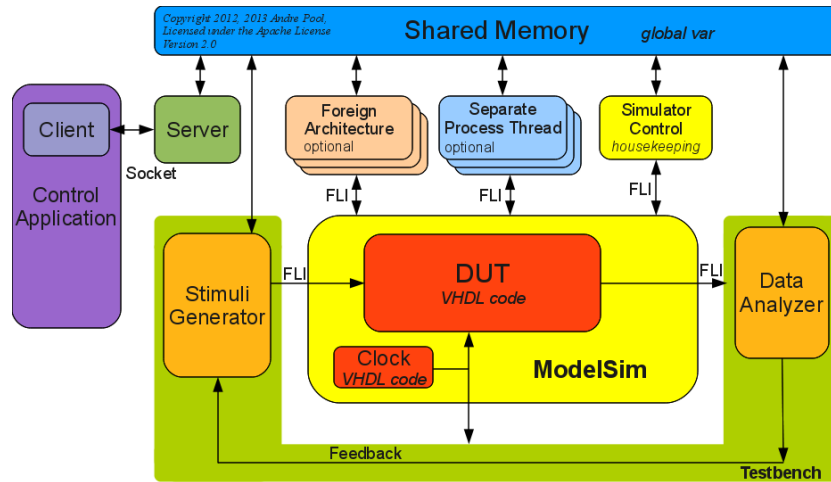 Copyright 2012, 2013 Andre Pool,
Licensed under the Apache License
Version 2.0
Shared Memory
global var
Client
Server
Socket
Control
Application
Foreign
Architecture
optional
Separate
Process Thread
optional
Simulator
Control
housekeeping
FLI
FLI
FLI
Stimuli
Generator
FLI
DUT
VHDL code
FLI
Data
Analyzer
Clock
VHDL code
ModelSim
Feedback
Testbench